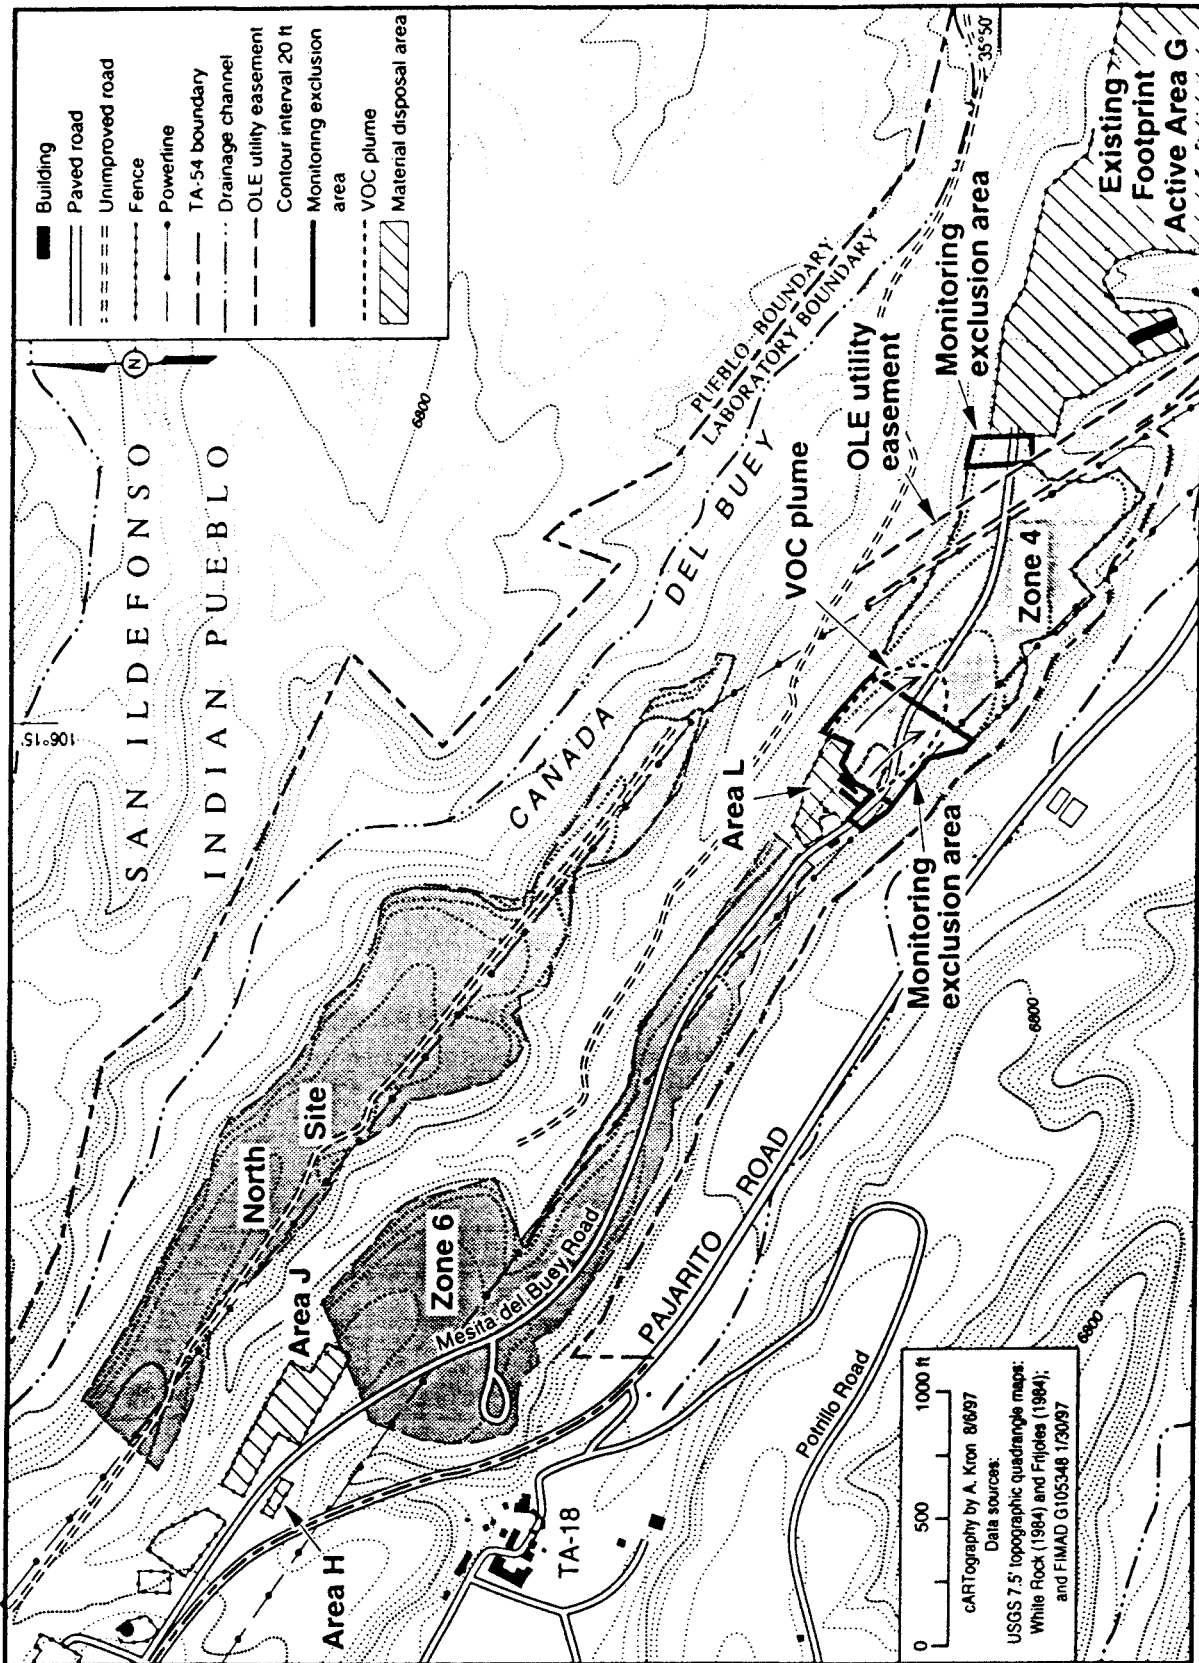 Building
Paved road
Unimproved road
Fence
Powerline
TA-54 boundary
Drainage channel
OLE utility easement
Contour interval 20 ft
Monitoring exclusion
area
VOC plume
Material disposal area
N
SAN ILDEFONSO
INDIAN PUEBLO
106°15'
35°50'
6800
PUEBLO BOUNDARY
LABORATORY BOUNDARY
CANADA DEL BUEY
North
Site
Zone 6
Area J
Area H
Mesita del Buey Road
PAJARITO ROAD
Area L
VOC plume
OLE utility
easement
Monitoring
exclusion area
Existing
Footprint
Active Area G
Zone 4
Monitoring
exclusion area
6800
6800
Potrillo Road
TA-18
0 500 1000 ft
cARTography by A. Kron 8/6/97
Data sources:
USGS 7.5' topographic quadrangle maps:
White Rock (1984) and Frijoles (1984);
and FIMAD G105348 1/30/97